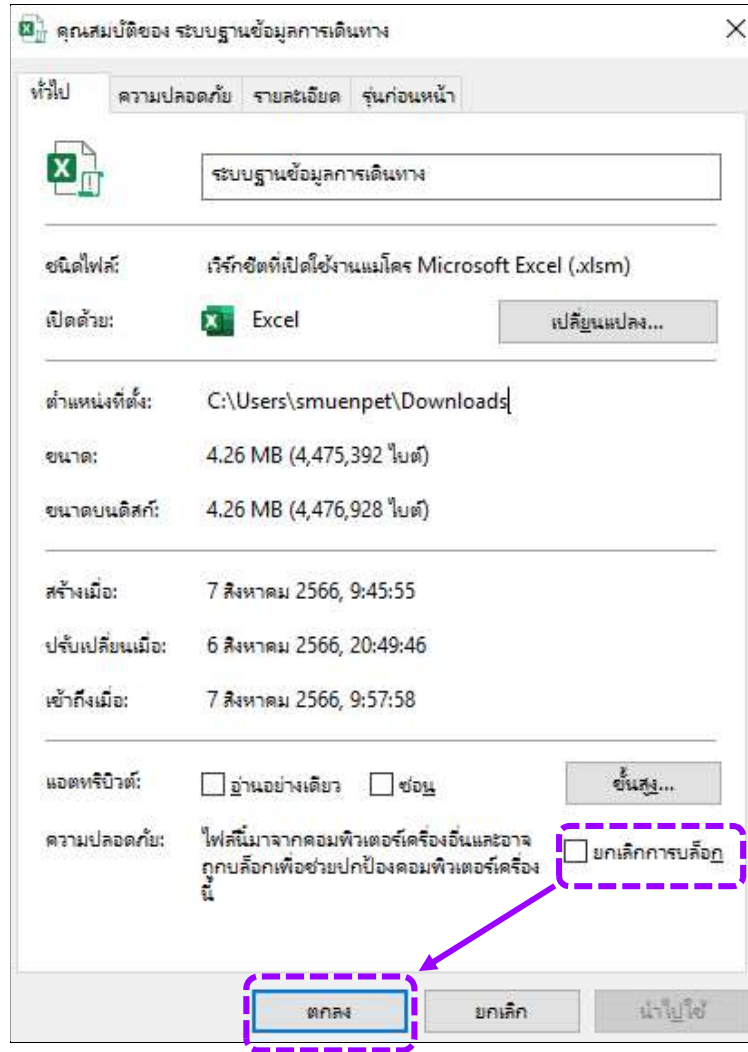 คุณสมบัติของ ระบบฐานข้อมูลการเดินทาง
ทั่วไป ความปลอดภัย รายละเอียด รุ่นก่อนหน้า
ระบบฐานข้อมูลการเดินทาง
ชนิดไฟล์: เวิร์กชีตที่เปิดใช้งานแมโคร Microsoft Excel (.xlsm)
เปิดด้วย: Excel เปลี่ยนแปลง...
ตำแหน่งที่ตั้ง: C:\Users\smuenpet\Downloads
ขนาด: 4.26 MB (4,475,392 ไบต์)
ขนาดบนดิสก์: 4.26 MB (4,476,928 ไบต์)
สร้างเมื่อ: 7 สิงหาคม 2566, 9:45:55
ปรับเปลี่ยนเมื่อ: 6 สิงหาคม 2566, 20:49:46
เข้าถึงเมื่อ: 7 สิงหาคม 2566, 9:57:58
แอตทริบิวต์: อ่านอย่างเดียว ซ่อน ขั้นสูง...
ความปลอดภัย: ไฟล์นี้มาจากคอมพิวเตอร์เครื่องอื่นและอาจ
ถูกบล็อกเพื่อช่วยปกป้องคอมพิวเตอร์เครื่อง
นี้
ยกเลิกการบล็อก
ตกลง ยกเลิก นำไปใช้